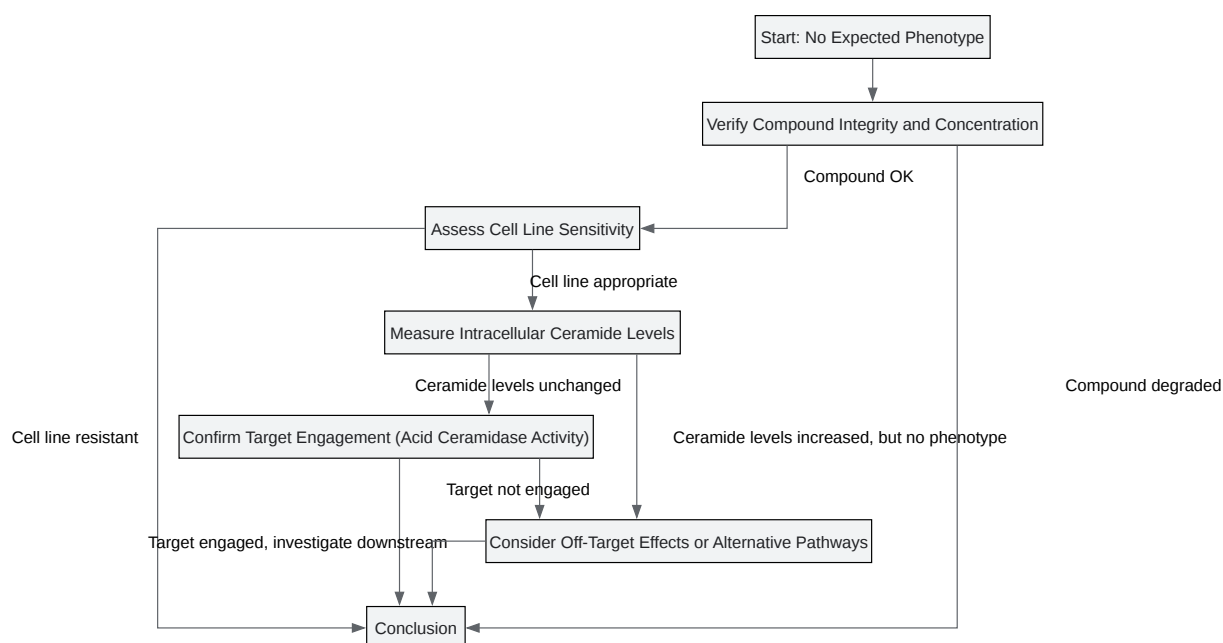 Start: No Expected Phenotype
Verify Compound Integrity and Concentration
Compound OK
Assess Cell Line Sensitivity
Cell line appropriate
Measure Intracellular Ceramide Levels
Ceramide levels unchanged
Compound degraded
Cell line resistant
Confirm Target Engagement (Acid Ceramidase Activity)
Ceramide levels increased, but no phenotype
Target not engaged
Target engaged, investigate downstream
Consider Off-Target Effects or Alternative Pathways
Conclusion